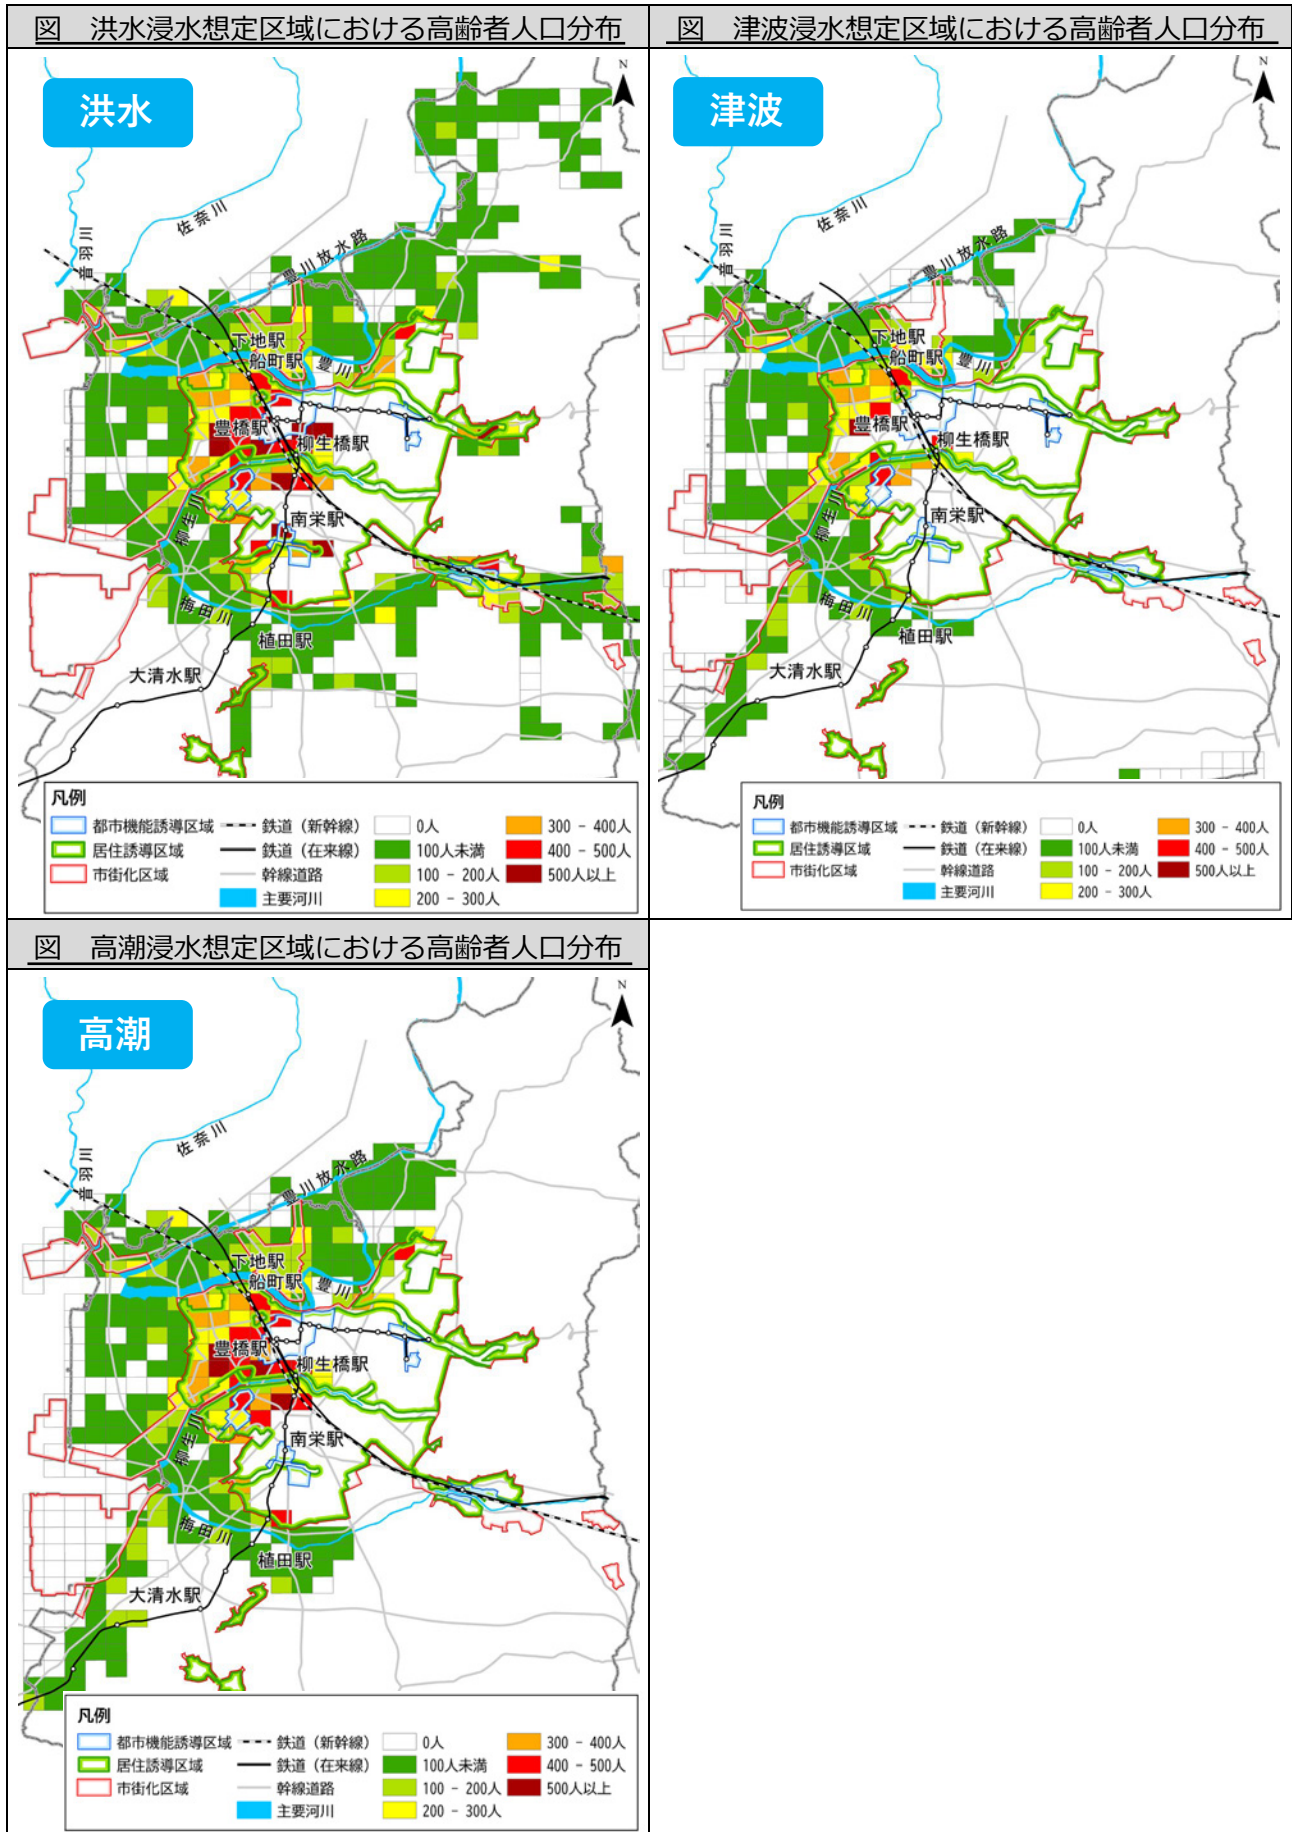 図 洪水浸水想定区域における高齢者人口分布
洪水
N
佐奈川
音羽川
豊川放水路
下地駅
船町駅
豊川
豊橋駅
柳生橋駅
柳生川
南栄駅
梅田川
植田駅
大清水駅
凡例
都市機能誘導区域
居住誘導区域
市街化区域
鉄道（新幹線）
鉄道（在来線）
幹線道路
主要河川
0人
100人未満
100 - 200人
200 - 300人
300 - 400人
400 - 500人
500人以上
図 津波浸水想定区域における高齢者人口分布
津波
N
佐奈川
音羽川
豊川放水路
下地駅
船町駅
豊川
豊橋駅
柳生橋駅
柳生川
南栄駅
梅田川
植田駅
大清水駅
凡例
都市機能誘導区域
居住誘導区域
市街化区域
鉄道（新幹線）
鉄道（在来線）
幹線道路
主要河川
0人
100人未満
100 - 200人
200 - 300人
300 - 400人
400 - 500人
500人以上
図 高潮浸水想定区域における高齢者人口分布
高潮
N
佐奈川
音羽川
豊川放水路
下地駅
船町駅
豊川
豊橋駅
柳生橋駅
柳生川
南栄駅
梅田川
植田駅
大清水駅
凡例
都市機能誘導区域
居住誘導区域
市街化区域
鉄道（新幹線）
鉄道（在来線）
幹線道路
主要河川
0人
100人未満
100 - 200人
200 - 300人
300 - 400人
400 - 500人
500人以上